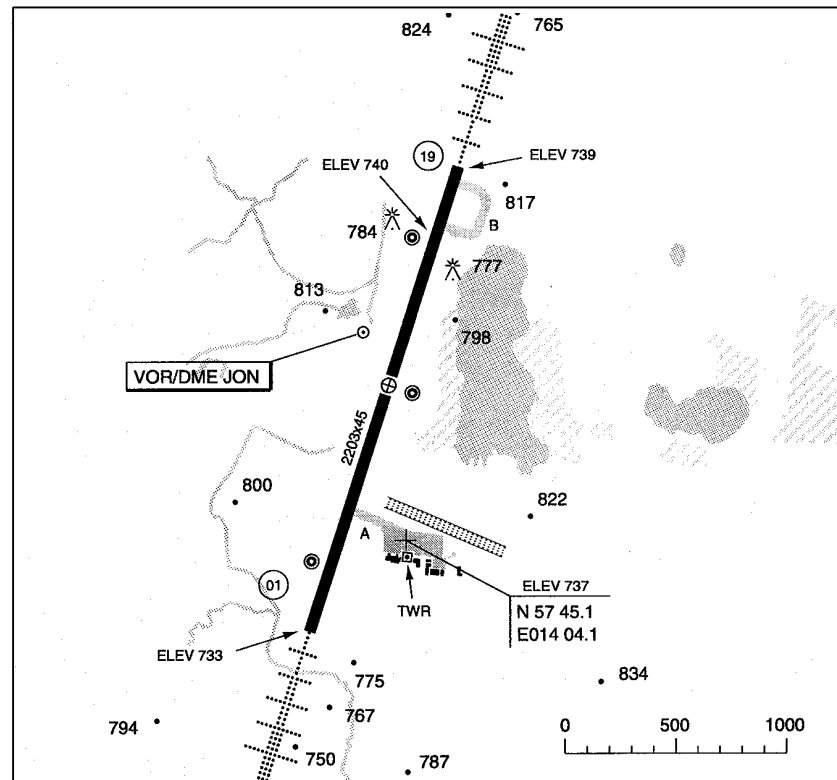 824
765
19
ELEV 739
ELEV 740
817
784
B
777
813
798
VOR/DME JON
2203x45
800
822
A
01
ELEV 737
TWR
N 57 45.1
E014 04.1
ELEV 733
775
834
767
794
750
787
0 500 1000